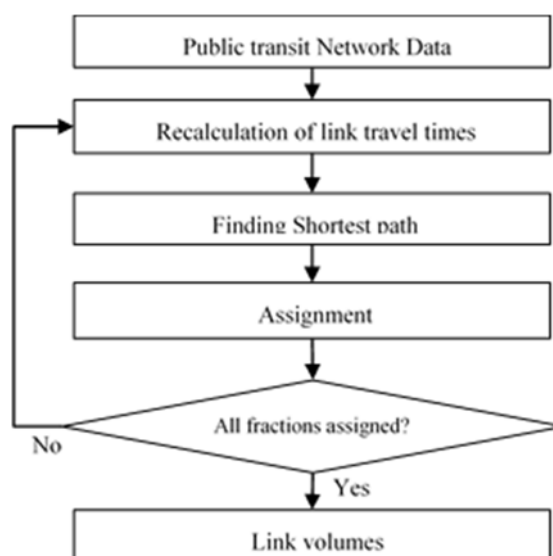 Public transit Network Data
Recalculation of link travel times
Finding Shortest path
Assignment
All fractions assigned?
No
Yes
Link volumes